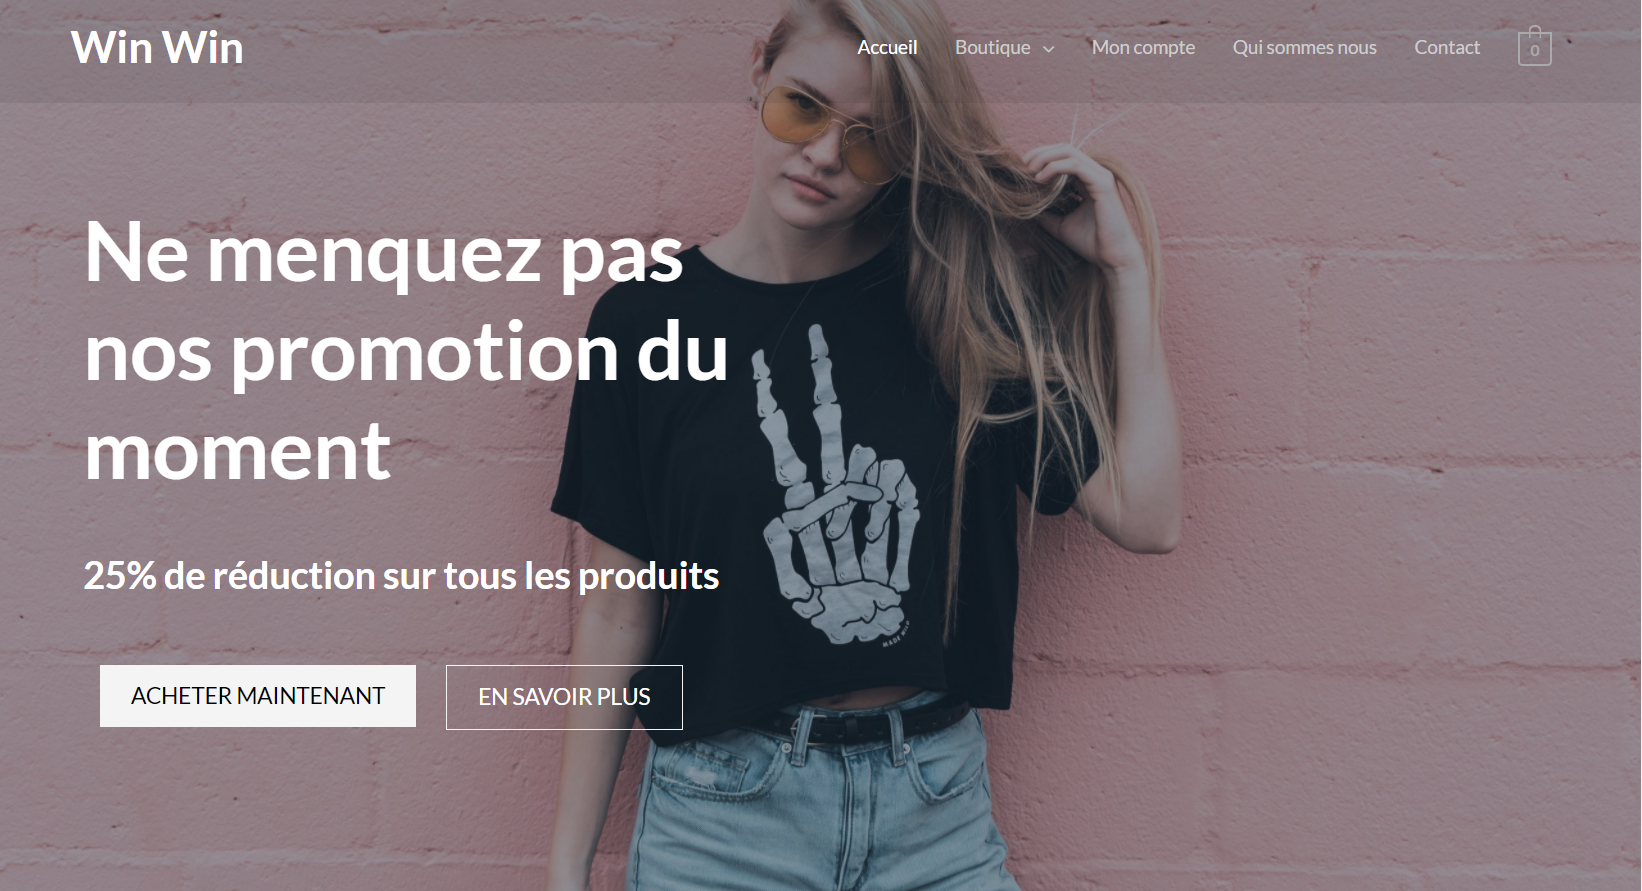 Win Win
Accueil
Boutique
Mon compte
Qui sommes nous
Contact
0
Ne menquez pas
nos promotion du
moment
25% de réduction sur tous les produits
ACHETER MAINTENANT
EN SAVOIR PLUS
MADE